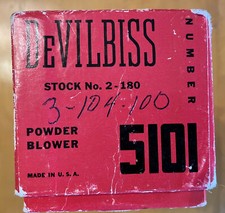 DeVILBISS
NUMBER
STOCK No. 2-180
3-104-100
POWDER
BLOWER
5101
MADE IN U.S.A.